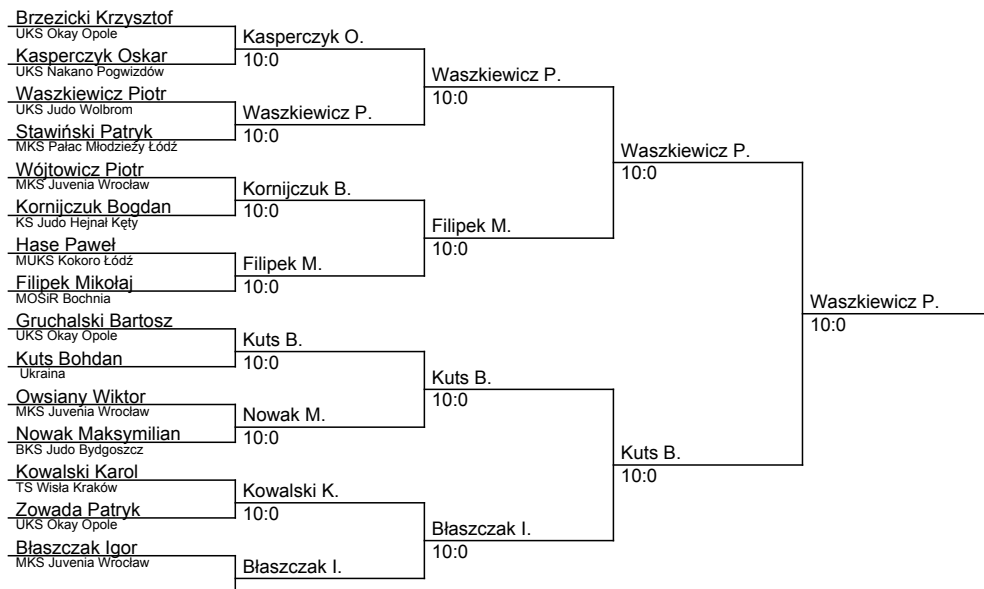 Brzezicki Krzysztof
UKS Okay Opole
Kasperczyk Oskar
UKS Nakano Pogwizdów
Waszkiewicz Piotr
UKS Judo Wolbrom
Stawiński Patryk
MKS Pałac Młodzieży Łódź
Wójtowicz Piotr
MKS Juvenia Wrocław
Kornijczuk Bogdan
KS Judo Hejnał Kęty
Hase Paweł
MUKS Kokoro Łódź
Filipek Mikołaj
MOSiR Bochnia
Gruchalski Bartosz
UKS Okay Opole
Kuts Bohdan
Ukraina
Owsiany Wiktor
MKS Juvenia Wrocław
Nowak Maksymilian
BKS Judo Bydgoszcz
Kowalski Karol
TS Wisła Kraków
Zowada Patryk
UKS Okay Opole
Błaszczak Igor
MKS Juvenia Wrocław
Kasperczyk O.
10:0
Waszkiewicz P.
10:0
Kornijczuk B.
10:0
Filipek M.
10:0
Kuts B.
10:0
Nowak M.
10:0
Kowalski K.
10:0
Błaszczak I.
Waszkiewicz P.
10:0
Filipek M.
10:0
Kuts B.
10:0
Błaszczak I.
10:0
Waszkiewicz P.
10:0
Kuts B.
10:0
Waszkiewicz P.
10:0